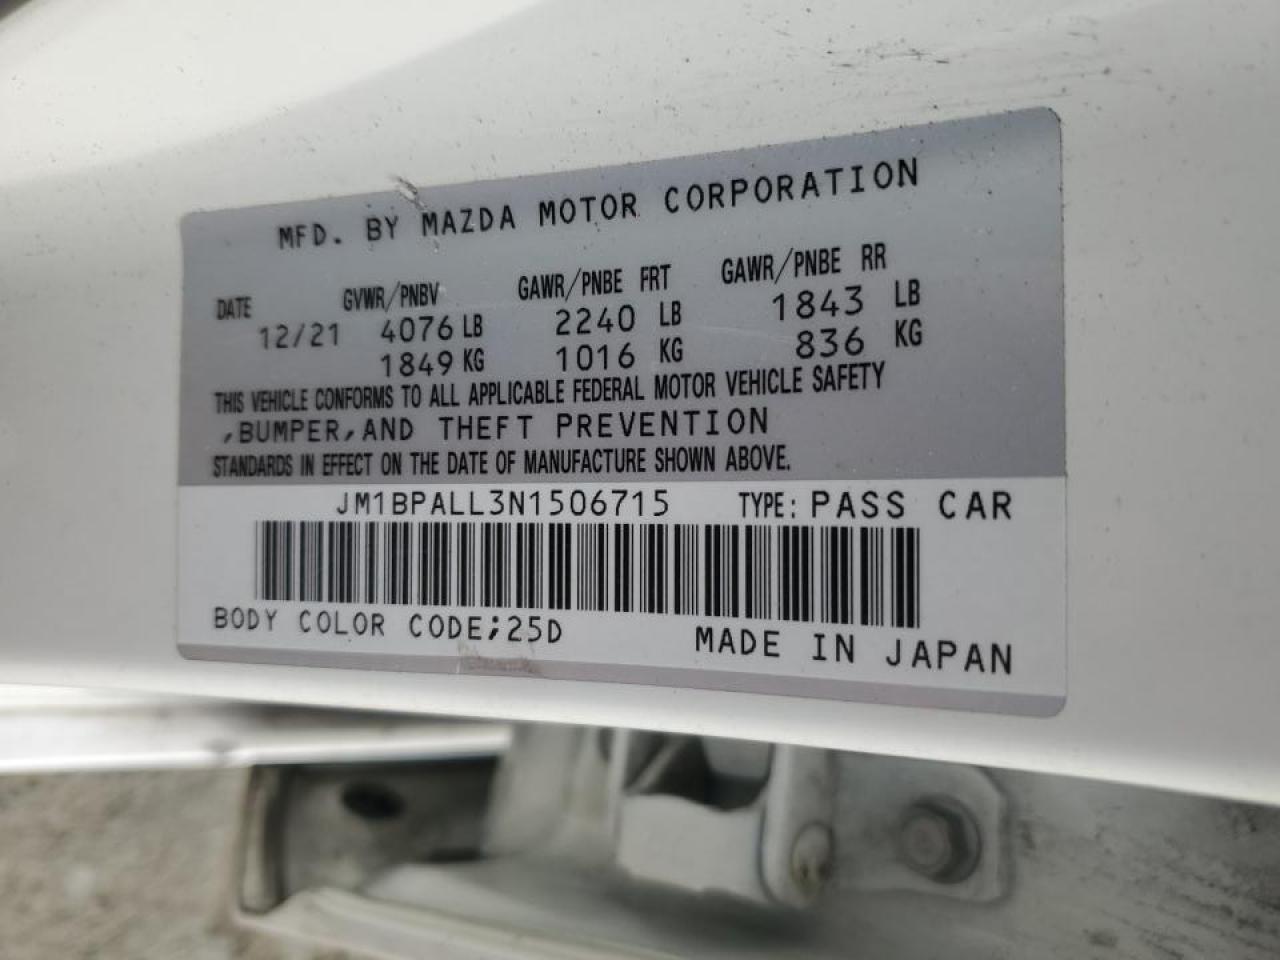 MFD. BY MAZDA MOTOR CORPORATION
DATE GVWR/PNBV GAWR/PNBE FRT GAWR/PNBE RR
12/21 4076 LB 2240 LB 1843 LB
1849 KG 1016 KG 836 KG
THIS VEHICLE CONFORMS TO ALL APPLICABLE FEDERAL MOTOR VEHICLE SAFETY
,BUMPER,AND THEFT PREVENTION
STANDARDS IN EFFECT ON THE DATE OF MANUFACTURE SHOWN ABOVE.
JM1BPALL3N1506715 TYPE: PASS CAR
BODY COLOR CODE;25D MADE IN JAPAN